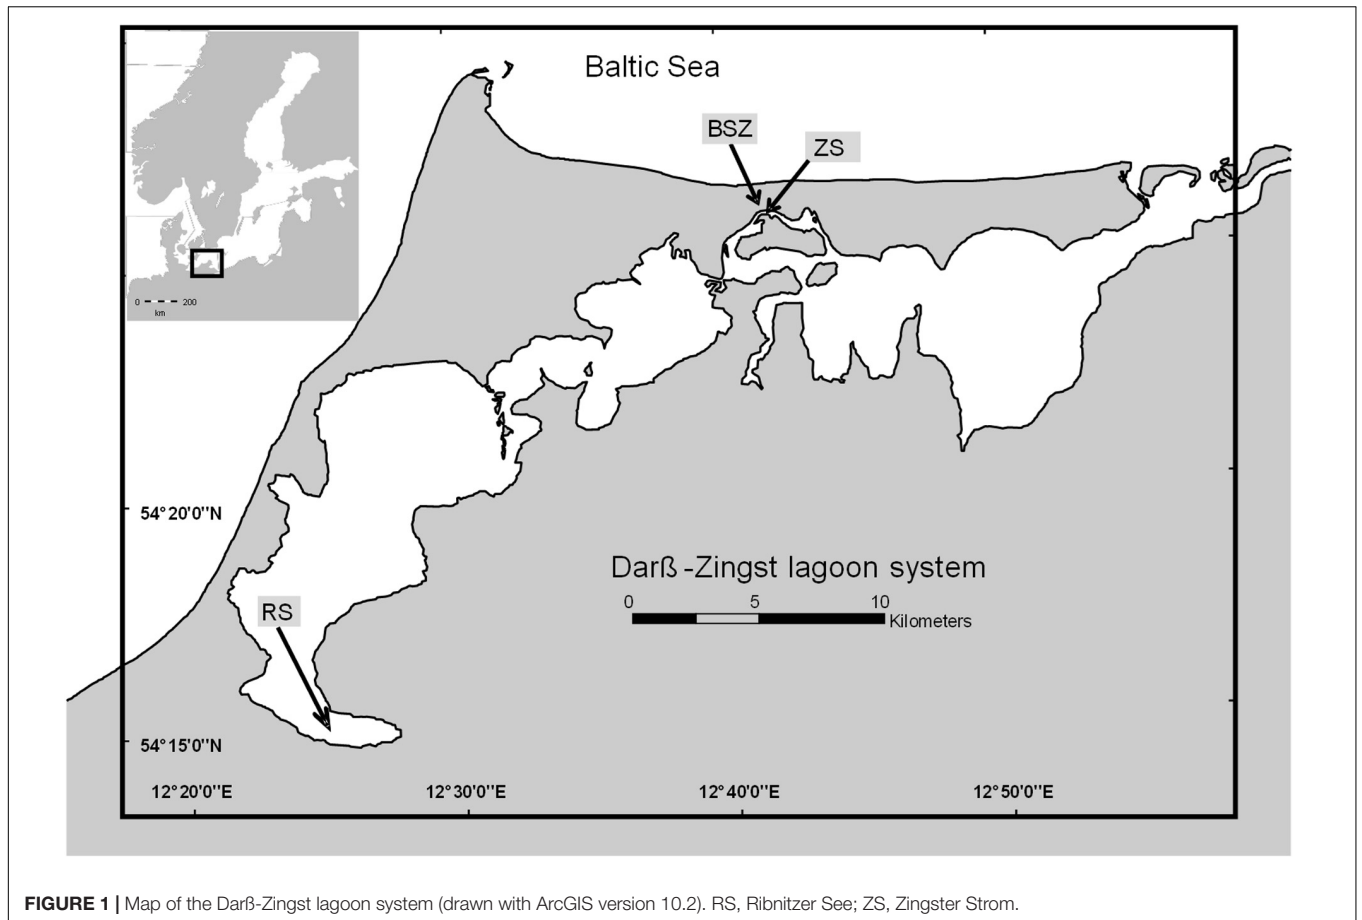 Baltic Sea
BSZ
ZS
0 200
km
54°20'0''N
Darß -Zingst lagoon system
0 5 10
Kilometers
RS
54°15'0''N
12°20'0''E 12°30'0''E 12°40'0''E 12°50'0''E
FIGURE 1 | Map of the Darß-Zingst lagoon system (drawn with ArcGIS version 10.2). RS, Ribnitzer See; ZS, Zingster Strom.